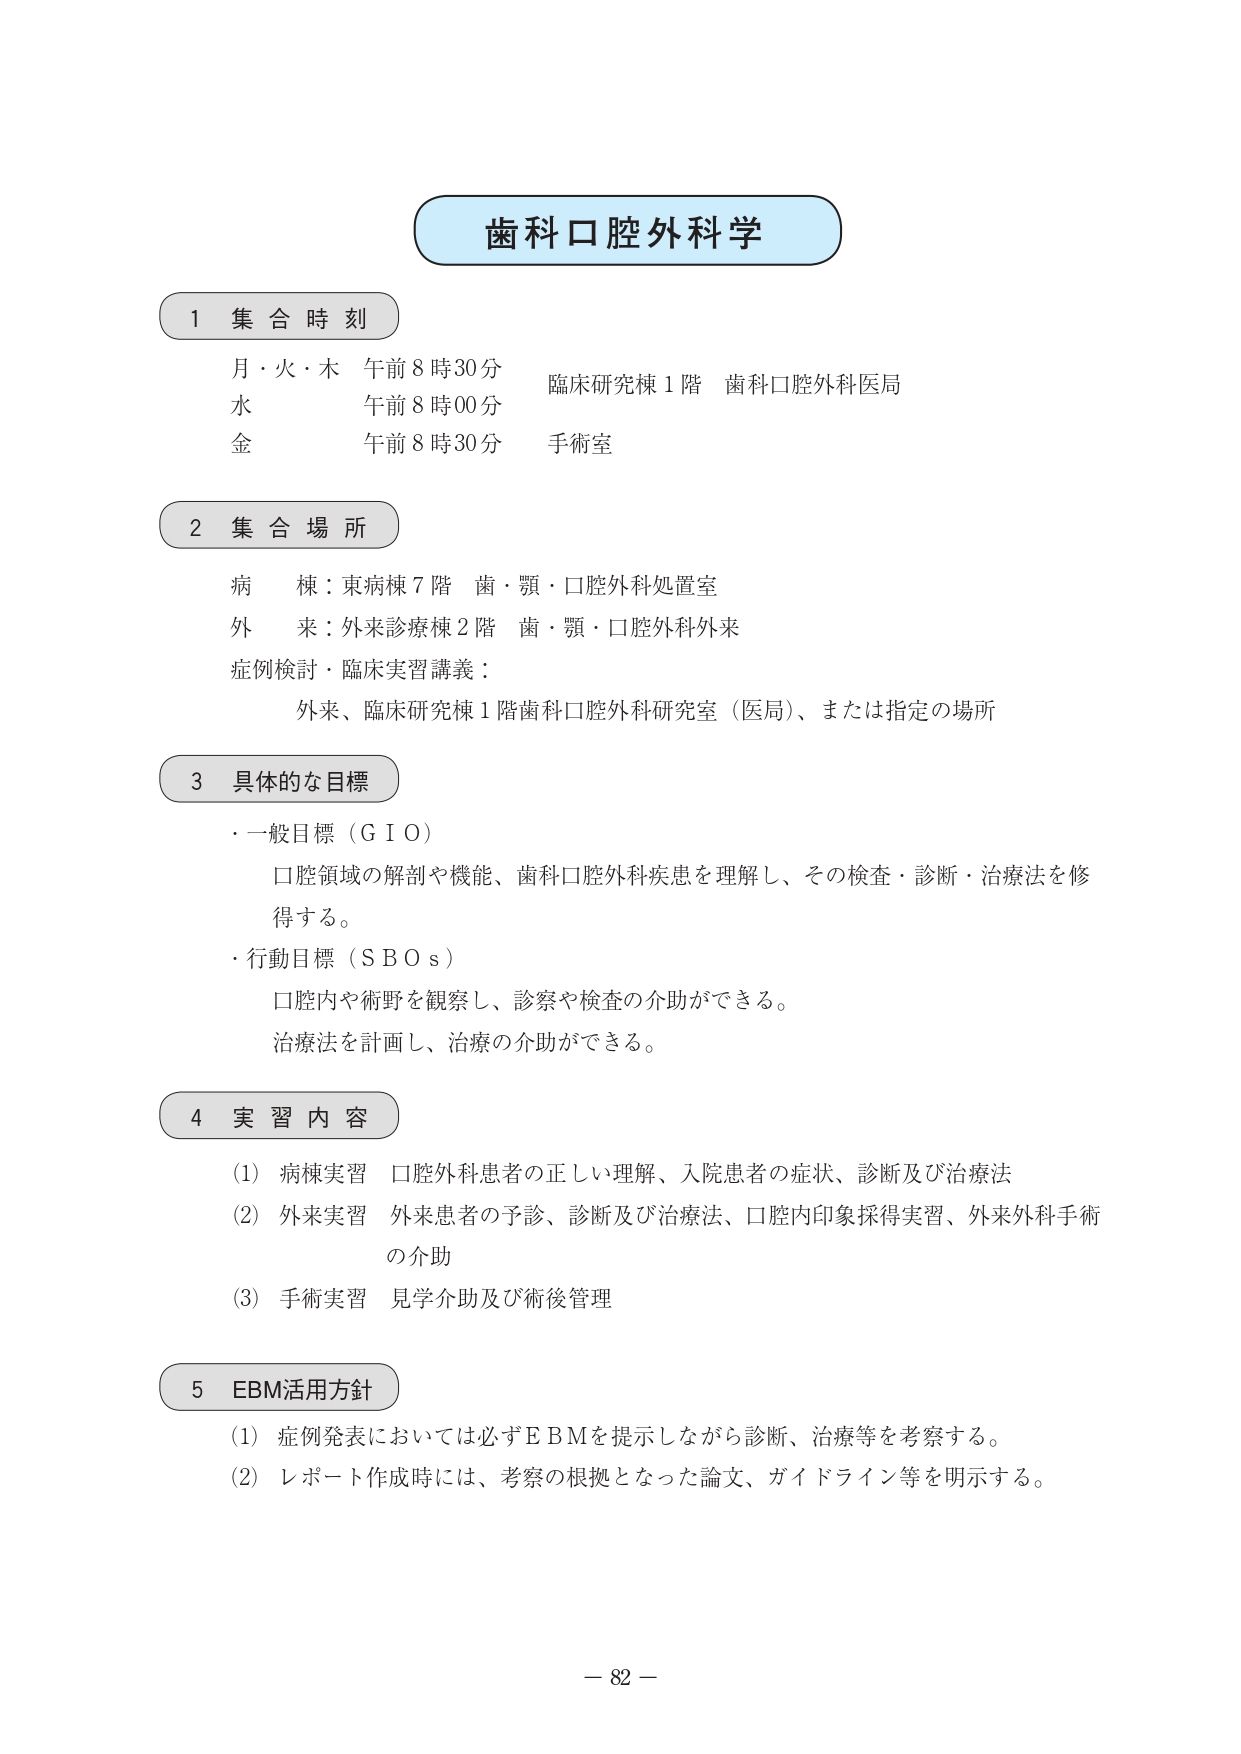 歯科口腔外科学
1 集合時刻
月・火・木 午前8時30分
臨床研究棟1階 歯科口腔外科医局
水 午前8時00分
金 午前8時30分 手術室
2 集合場所
病 棟：東病棟7階 歯・顎・口腔外科処置室
外 来：外来診療棟2階 歯・顎・口腔外科外来
症例検討・臨床実習講義：
外来、臨床研究棟1階歯科口腔外科研究室（医局）、または指定の場所
3 具体的な目標
・一般目標（GIO）
口腔領域の解剖や機能、歯科口腔外科疾患を理解し、その検査・診断・治療法を修
得する。
・行動目標（SBOs）
口腔内や術野を観察し、診察や検査の介助ができる。
治療法を計画し、治療の介助ができる。
4 実習内容
(1) 病棟実習 口腔外科患者の正しい理解、入院患者の症状、診断及び治療法
(2) 外来実習 外来患者の予診、診断及び治療法、口腔内印象採得実習、外来外科手術
の介助
(3) 手術実習 見学介助及び術後管理
5 EBM活用方針
(1) 症例発表においては必ずEBMを提示しながら診断、治療等を考察する。
(2) レポート作成時には、考察の根拠となった論文、ガイドライン等を明示する。
― 82 ―